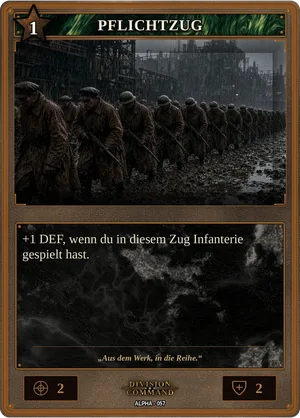 1
PFLICHTZUG
+1 DEF, wenn du in diesem Zug Infanterie
gespielt hast.
„Aus dem Werk, in die Reihe.“
2
DIVISION
COMMAND
ALPHA 057
2